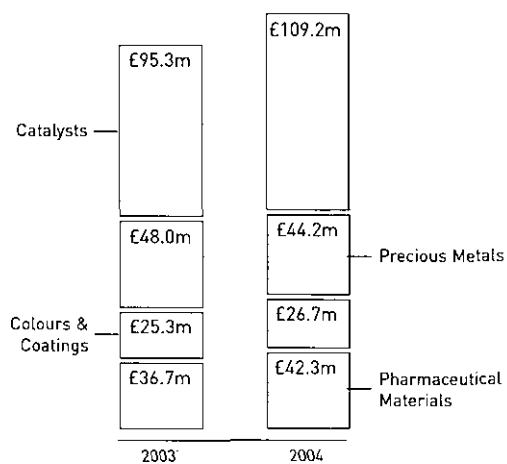 £95.3m
£109.2m
Catalysts
£48.0m
£44.2m
Precious Metals
Colours &
Coatings
£25.3m
£26.7m
£36.7m
£42.3m
Pharmaceutical
Materials
2003
2004